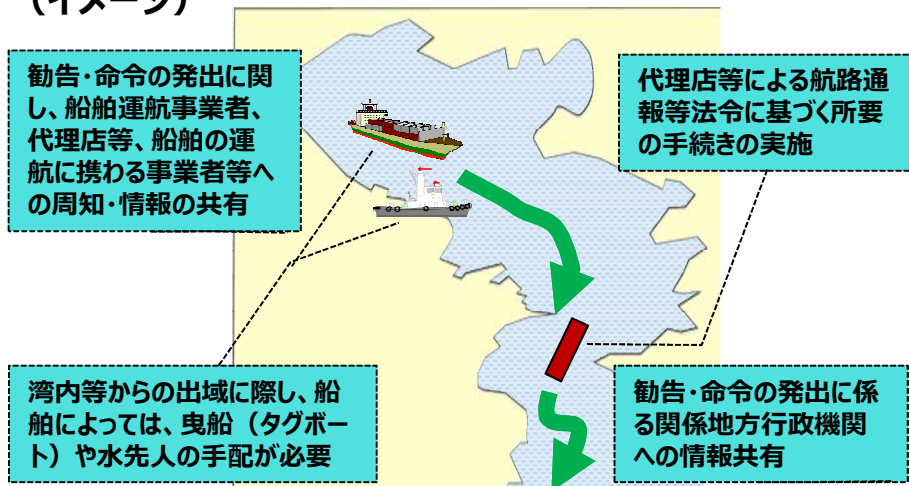 (イメージ)
勧告・命令の発出に関
し、船舶運航事業者、
代理店等、船舶の運
航に携わる事業者等へ
の周知・情報の共有
代理店等による航路通
報等法令に基づく所要
の手続きの実施
湾内等からの出域に際し、船
舶によっては、曳船（タグボー
ト）や水先人の手配が必要
勧告・命令の発出に係
る関係地方行政機関
への情報共有